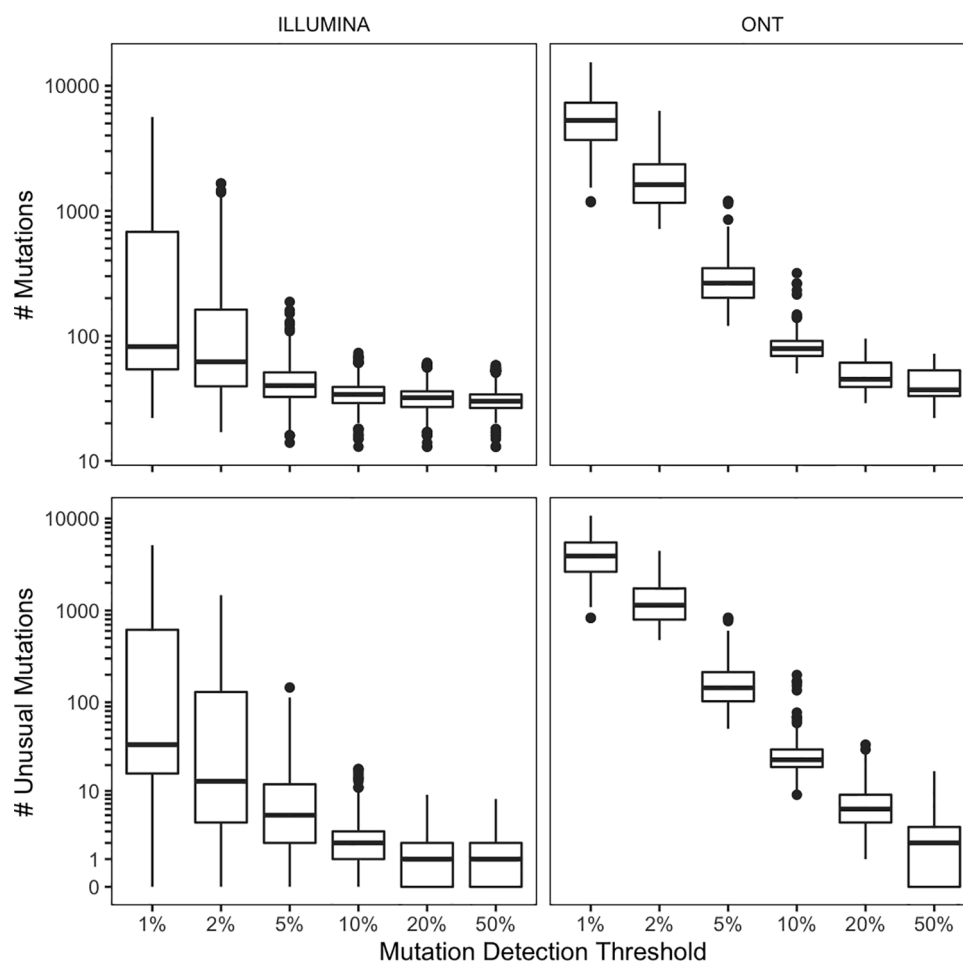 ILLUMINA ONT
# Mutations
10000
1000
100
10
# Unusual Mutations
10000
1000
100
10
1
0
1% 2% 5% 10% 20% 50% 1% 2% 5% 10% 20% 50%
Mutation Detection Threshold